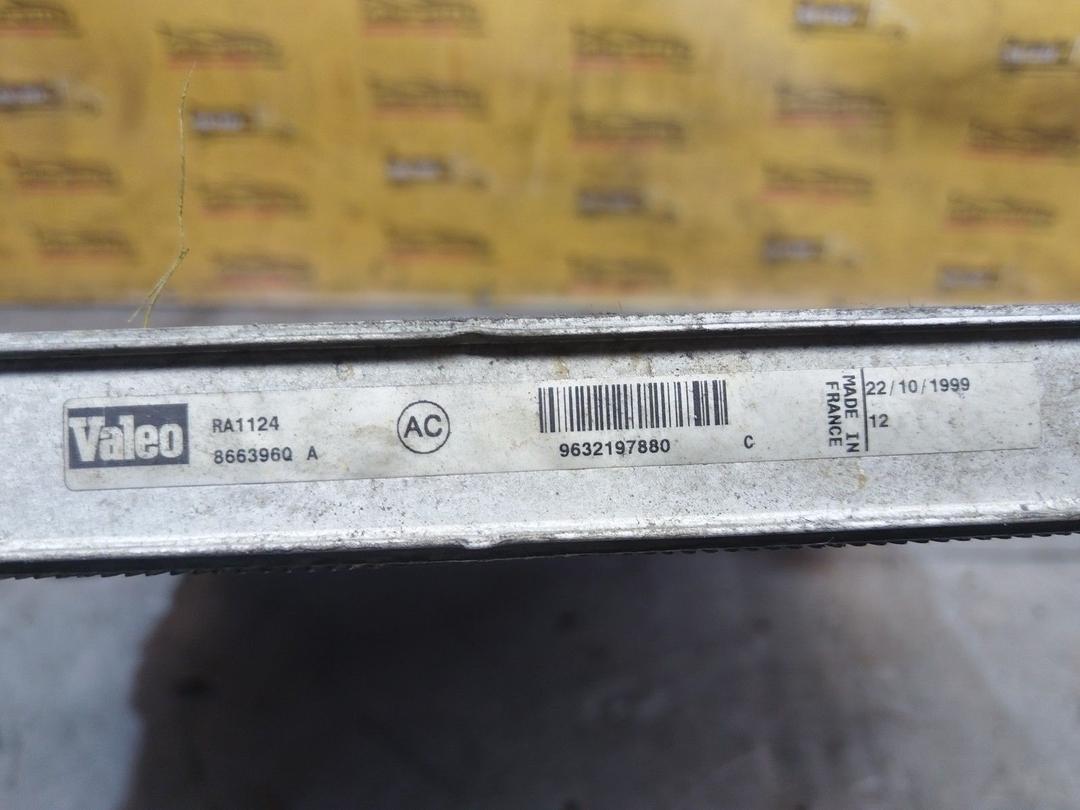 Valeo
RA1124
866396Q A
AC
9632197880
C
MADE IN
FRANCE
22/10/1999
12